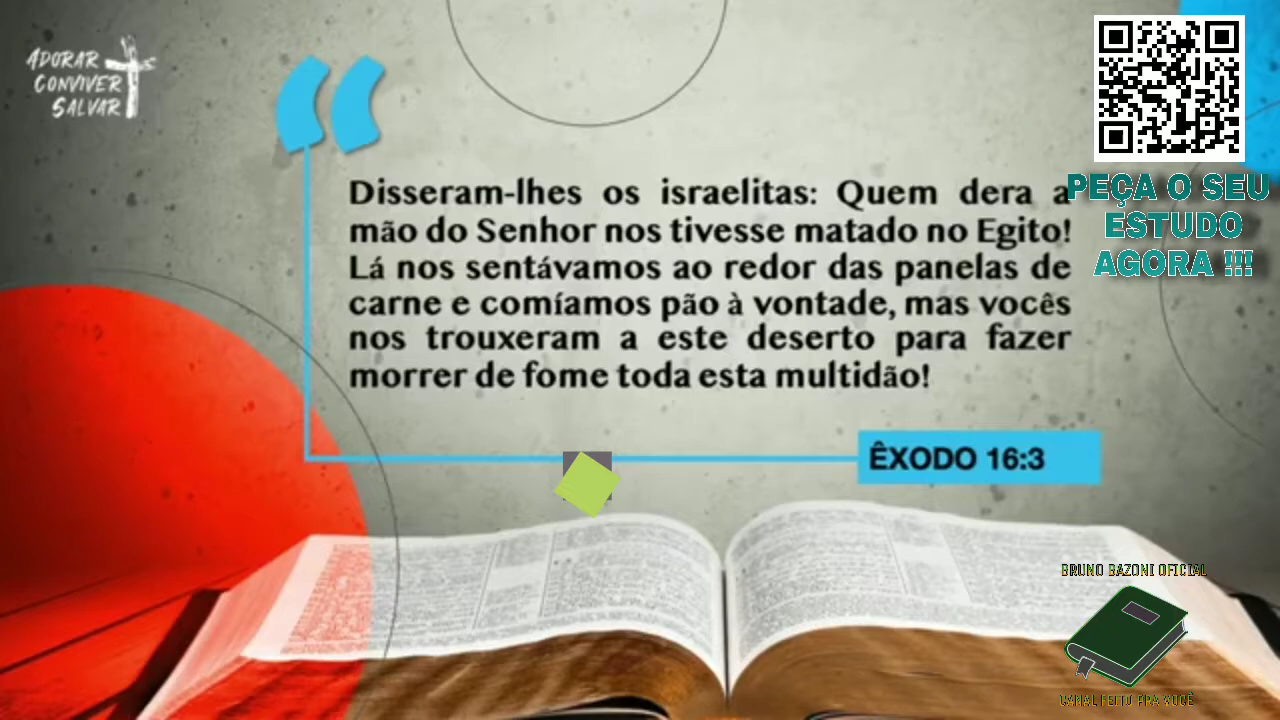 ADORAR
CONVIVER
SALVAR
Disseram-lhes os israelitas: Quem dera a
mão do Senhor nos tivesse matado no Egito!
Lá nos sentávamos ao redor das panelas de
carne e comíamos pão à vontade, mas vocês
nos trouxeram a este deserto para fazer
morrer de fome toda esta multidão!
ÊXODO 16:3
PEÇA O SEU
ESTUDO
AGORA !!!
BRUNO BAZONI OFICIAL
CANAL FEITO PRA VOCÊ